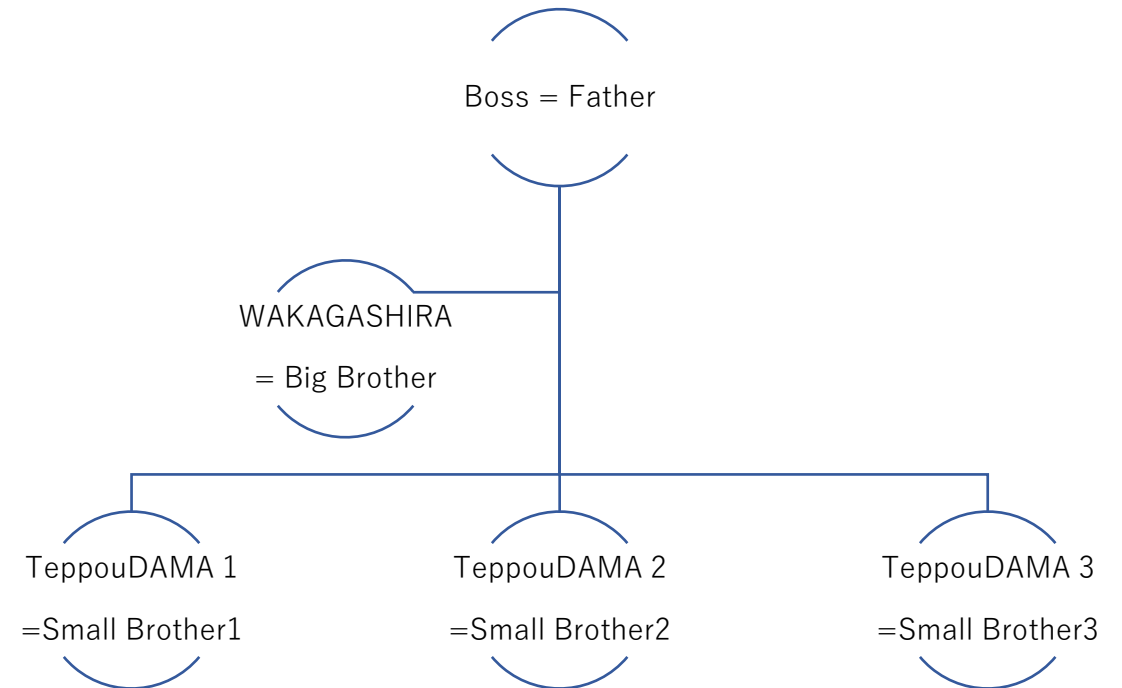 Boss = Father
WAKAGASHIRA
= Big Brother
TeppouDAMA 1
=Small Brother1
TeppouDAMA 2
=Small Brother2
TeppouDAMA 3
=Small Brother3